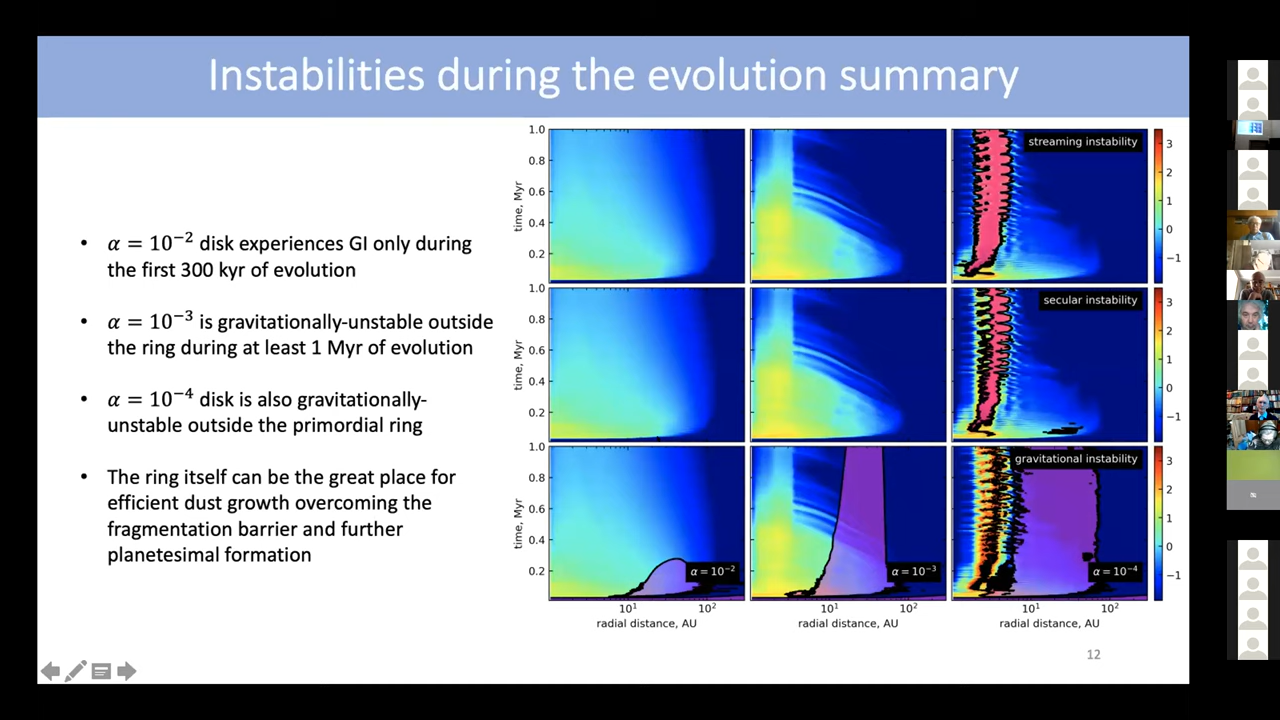 Instabilities during the evolution summary
• α = 10⁻² disk experiences GI only during
the first 300 kyr of evolution
• α = 10⁻³ is gravitationally-unstable outside
the ring during at least 1 Myr of evolution
• α = 10⁻⁴ disk is also gravitationally-
unstable outside the primordial ring
• The ring itself can be the great place for
efficient dust growth overcoming the
fragmentation barrier and further
planetesimal formation
time, Myr
1.0
0.8
0.6
0.4
0.2
streaming instability
3
2
1
0
−1
time, Myr
1.0
0.8
0.6
0.4
0.2
secular instability
3
2
1
0
−1
time, Myr
1.0
0.8
0.6
0.4
0.2
gravitational instability
α = 10⁻²
α = 10⁻³
α = 10⁻⁴
3
2
1
0
−1
10¹ 10² 10¹ 10² 10¹ 10²
radial distance, AU radial distance, AU radial distance, AU
12